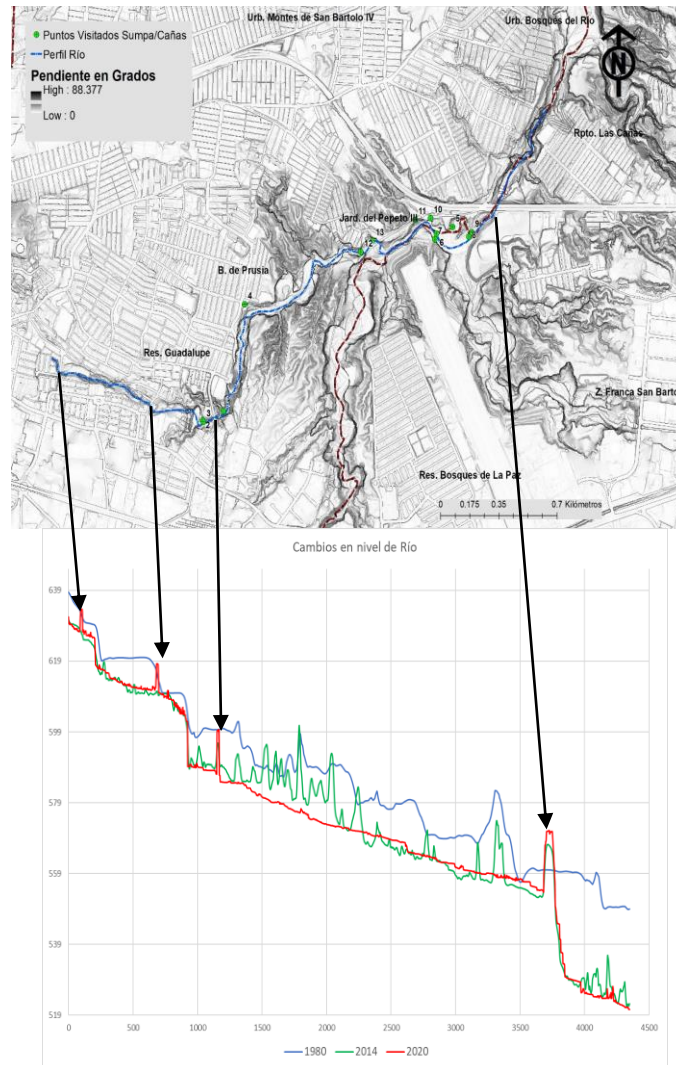 Urb. Montes de San Bartolo IV
Urb. Bosques del Río
Puntos Visitados Sumpa/Cañas
Perfil Río
Pendiente en Grados
High : 88.377
Low : 0
N
Rpto. Las Cañas
Jard. del Pepeto III
11
10
5
13
7
6
9
12
B. de Prusia
4
Res. Guadalupe
3
2
Z. Franca San Barto
Res. Bosques de La Paz
0 0.175 0.35 0.7 Kilómetros
Cambios en nivel de Río
639
619
599
579
559
539
519
0 500 1000 1500 2000 2500 3000 3500 4000 4500
1980 2014 2020